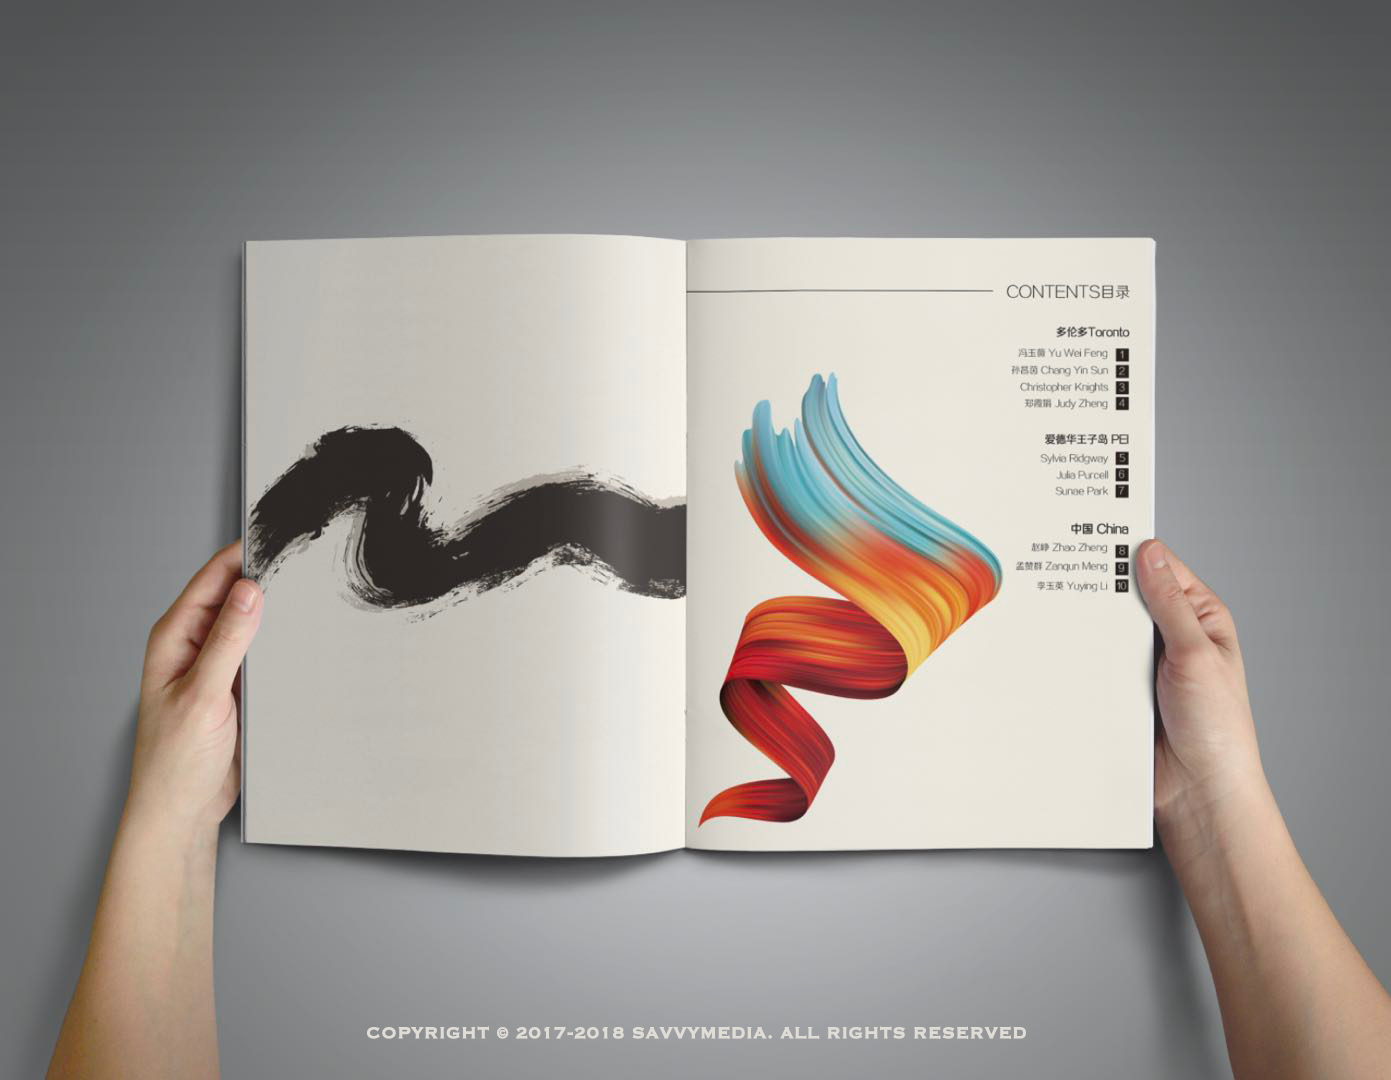 CONTENTS目录
多伦多Toronto
冯玉薇 Yu Wei Feng 1
孙昌茵 Chang Yin Sun 2
Christopher Knights 3
郑霞娟 Judy Zheng 4
爱德华王子岛 PEI
Sylvia Ridgway 5
Julia Purcell 6
Sunae Park 7
中国 China
赵峥 Zhao Zheng 8
孟赞群 Zanqun Meng 9
李玉英 Yuying Li 10
COPYRIGHT © 2017-2018 SAVVYMEDIA. ALL RIGHTS RESERVED